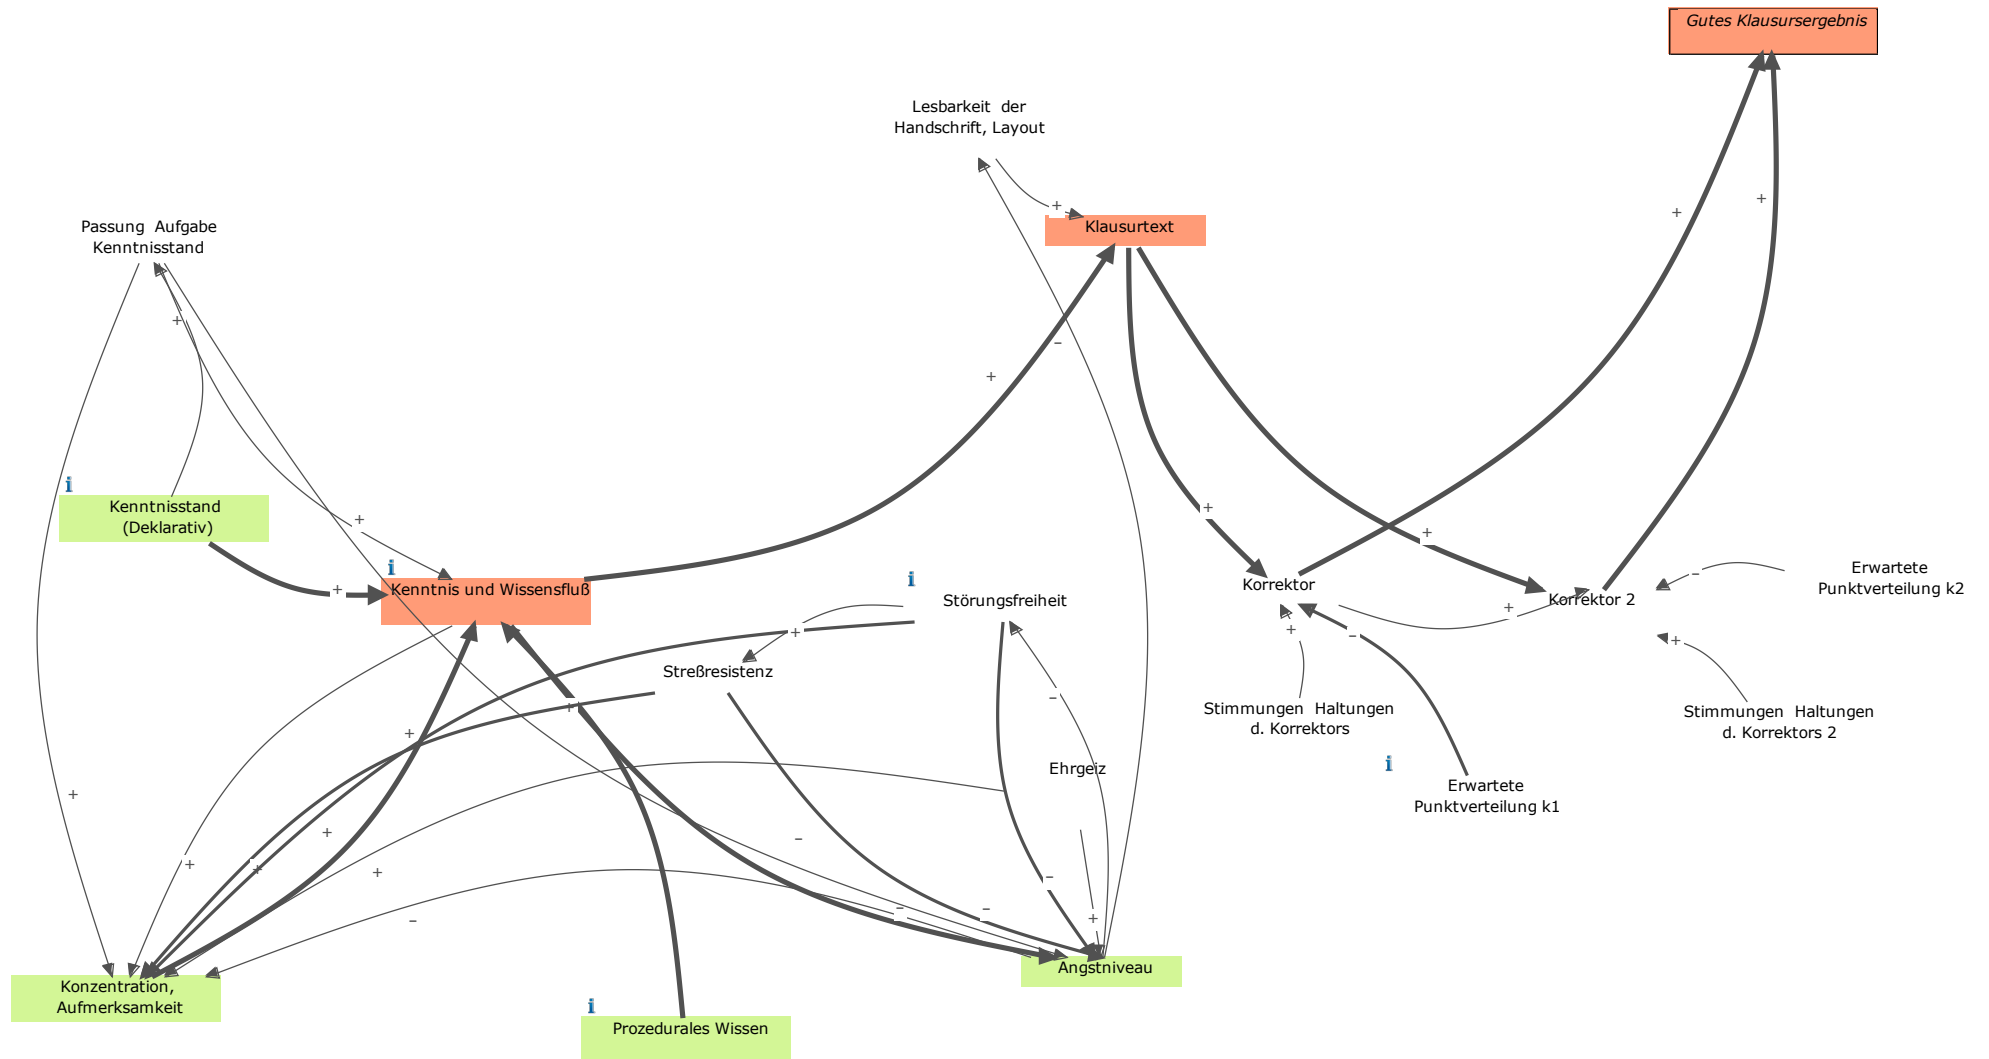 Gutes Klausursergebnis
Lesbarkeit der
Handschrift, Layout
+
Klausurtext
+
+
Passung Aufgabe
Kenntnisstand
+
–
+
i
Kenntnisstand
(Deklarativ)
+
+
+
+
i
Kenntnis und Wissensfluß
i
Störungsfreiheit
Korrektor
Korrektor 2
+
–
Erwartete
Punktverteilung k2
+
+
–
+
Streßresistenz
–
+
+
Stimmungen Haltungen
d. Korrektors
Stimmungen Haltungen
d. Korrektors 2
i
Ehrgeiz
Erwartete
Punktverteilung k1
+
+
–
+
+
+
–
–
–
–
+
Angstniveau
Konzentration,
Aufmerksamkeit
i
Prozedurales Wissen